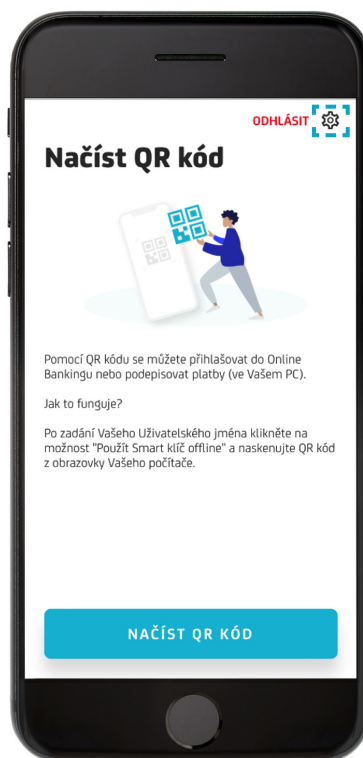 ODHLÁSIT
Načíst QR kód
Pomocí QR kódu se můžete přihlašovat do Online
Bankingu nebo podepisovat platby (ve Vašem PC).
Jak to funguje?
Po zadání Vašeho Uživatelského jména klikněte na
možnost "Použít Smart klíč offline" a naskenujte QR kód
z obrazovky Vašeho počítače.
NAČÍST QR KÓD